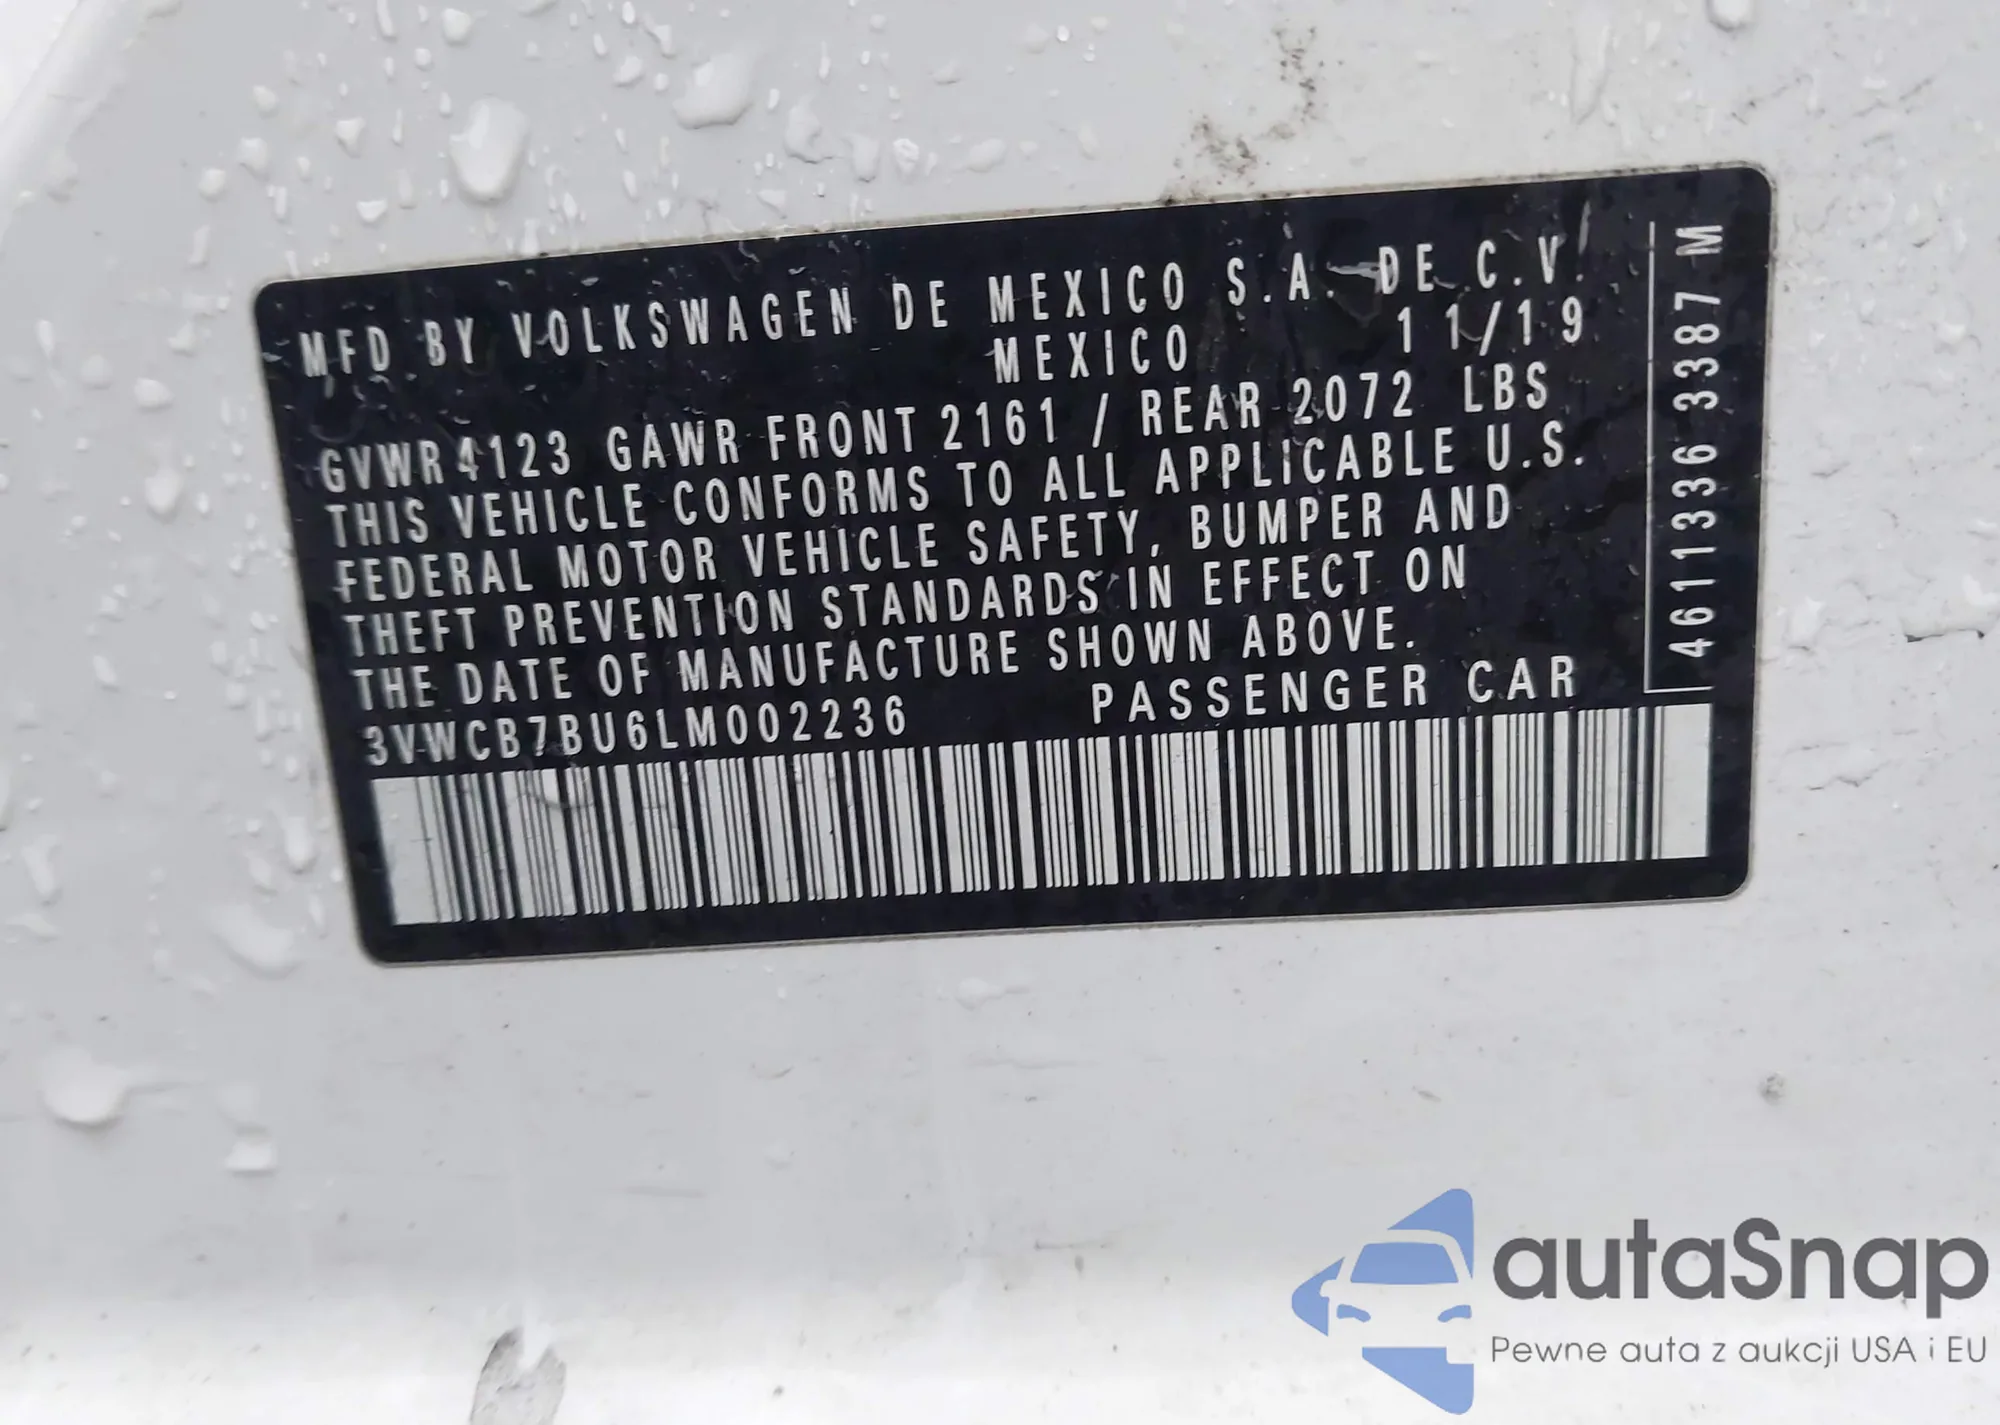 MFD BY VOLKSWAGEN DE MEXICO S.A. DE C.V.
MEXICO 11/19
GVWR 4123 GAWR FRONT 2161 / REAR 2072 LBS
THIS VEHICLE CONFORMS TO ALL APPLICABLE U.S.
FEDERAL MOTOR VEHICLE SAFETY, BUMPER AND
THEFT PREVENTION STANDARDS IN EFFECT ON
THE DATE OF MANUFACTURE SHOWN ABOVE.
3VWCB7BU6LM002236 PASSENGER CAR
4611336 3387 M
autaSnap
Pewne auta z aukcji USA i EU